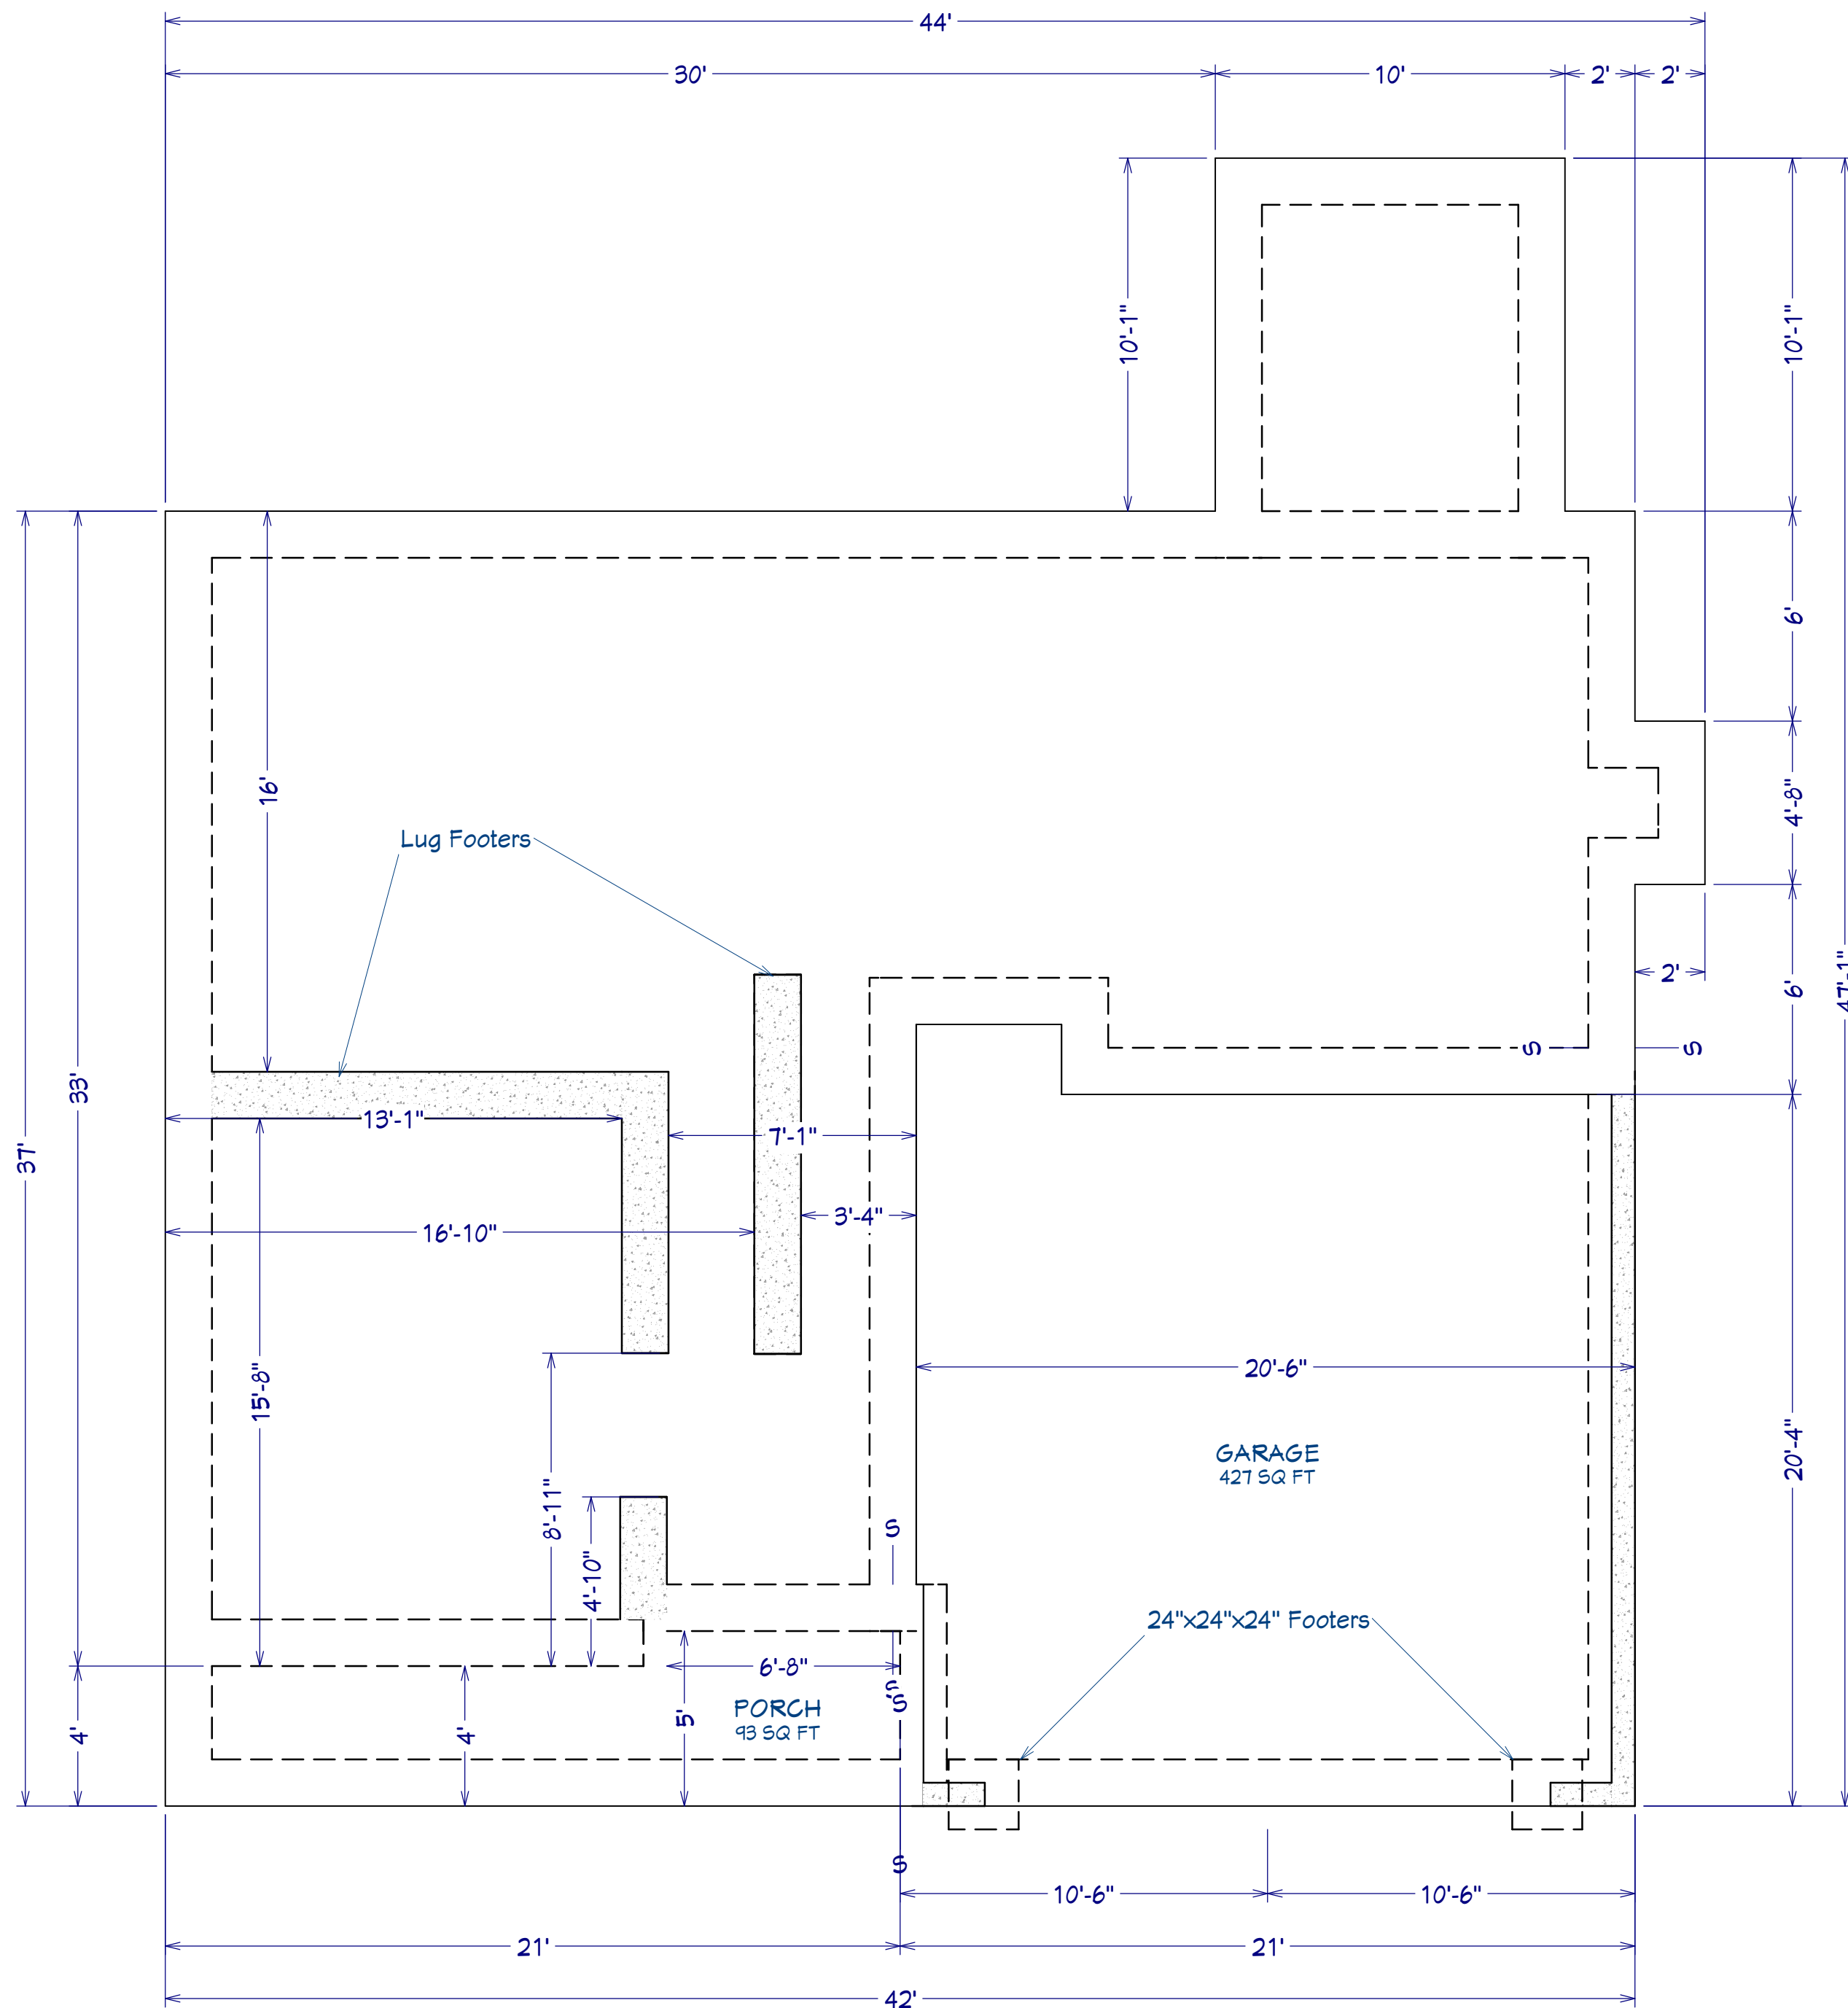 44'
30'
10'
2'
2'
10'-1"
10'-1"
6'
16'
4'-8"
Lug Footers
2'
6'
47'-1"
S
S
33'
13'-1"
7'-1"
37'
3'-4"
16'-10"
20'-6"
15'-8"
GARAGE
427 SQ FT
20'-4"
8'-11"
S
4'-10"
24"x24"x24" Footers
6'-8"
S
S
PORCH
93 SQ FT
4'
4'
5'
S
10'-6"
10'-6"
21'
21'
42'